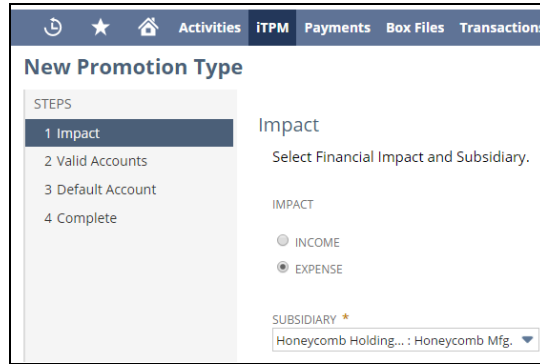 Activities iTPM Payments Box Files Transactions
New Promotion Type
STEPS
1 Impact
2 Valid Accounts
3 Default Account
4 Complete
Impact
Select Financial Impact and Subsidiary.
IMPACT
INCOME
EXPENSE
SUBSIDIARY *
Honeycomb Holding... : Honeycomb Mfg.